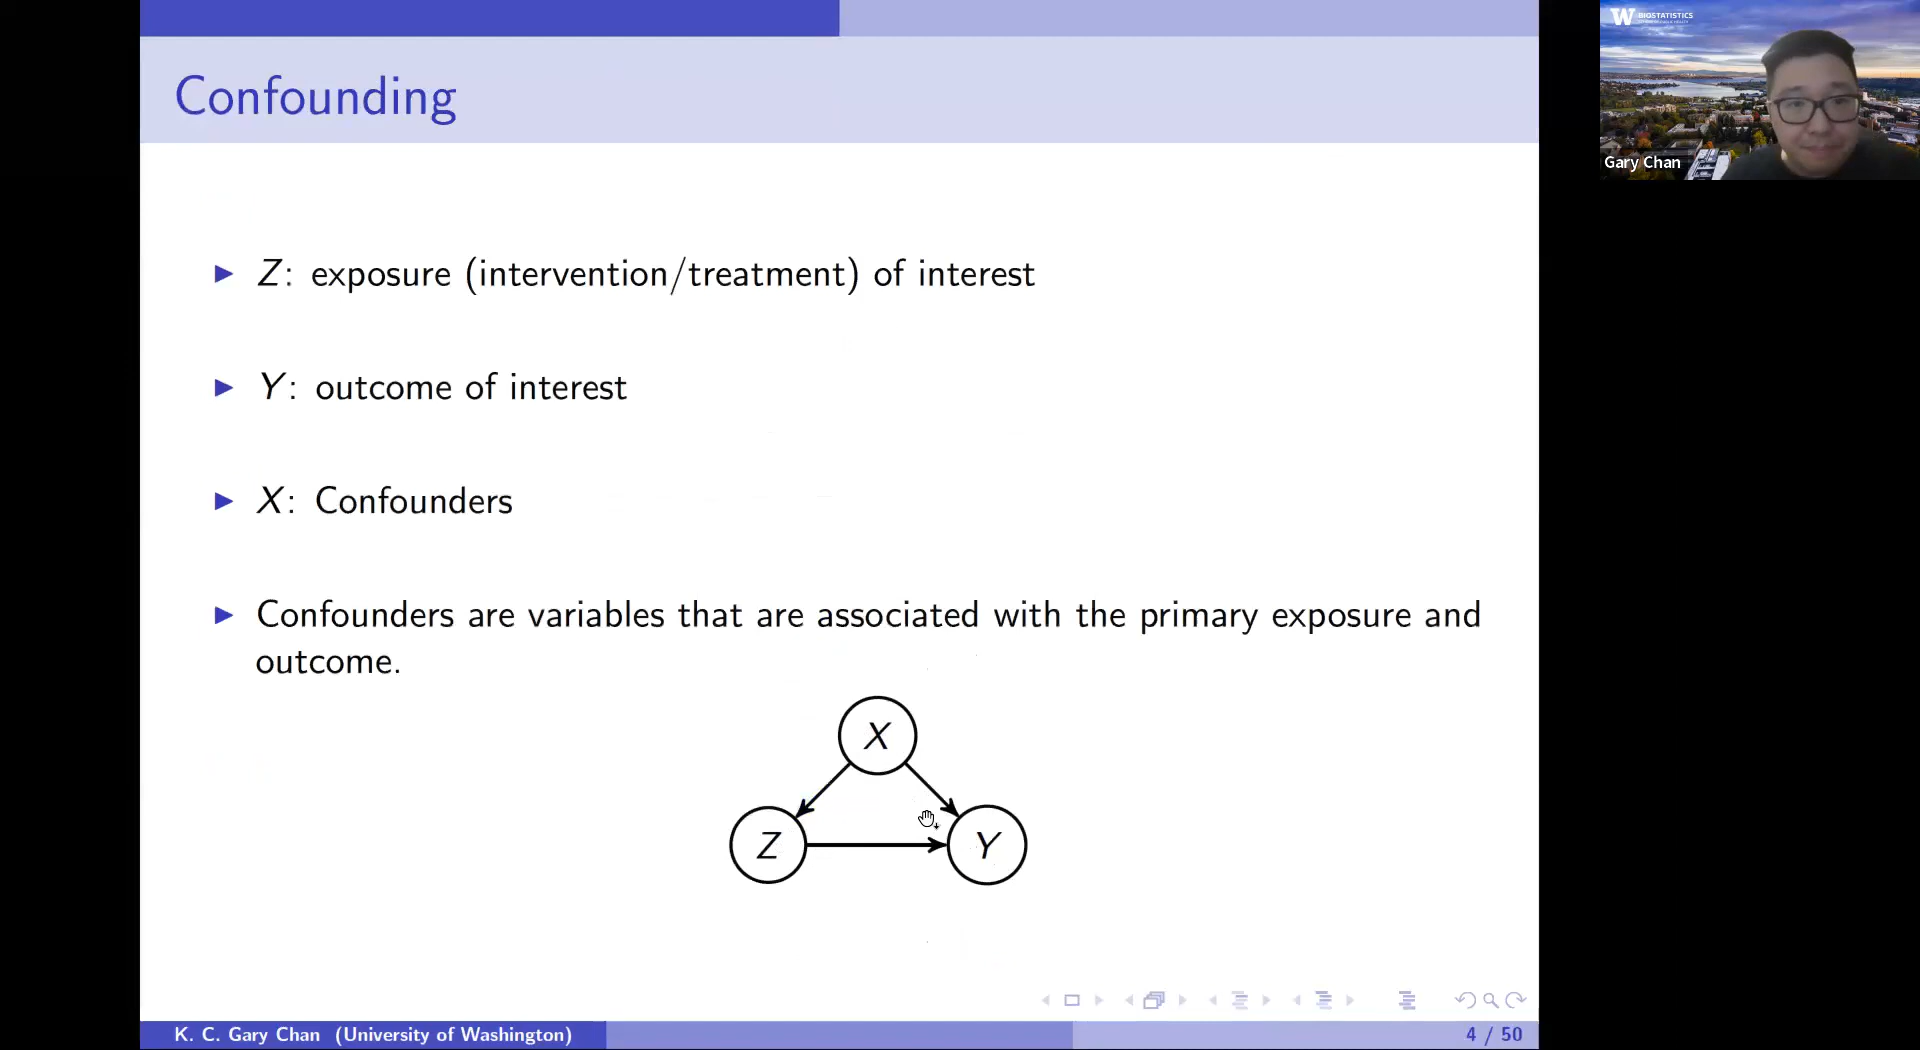 Confounding
Z: exposure (intervention/treatment) of interest
Y: outcome of interest
X: Confounders
Confounders are variables that are associated with the primary exposure and
outcome.
X
Z
Y
K. C. Gary Chan (University of Washington)
4 / 50
W BIOSTATISTICS
Gary Chan